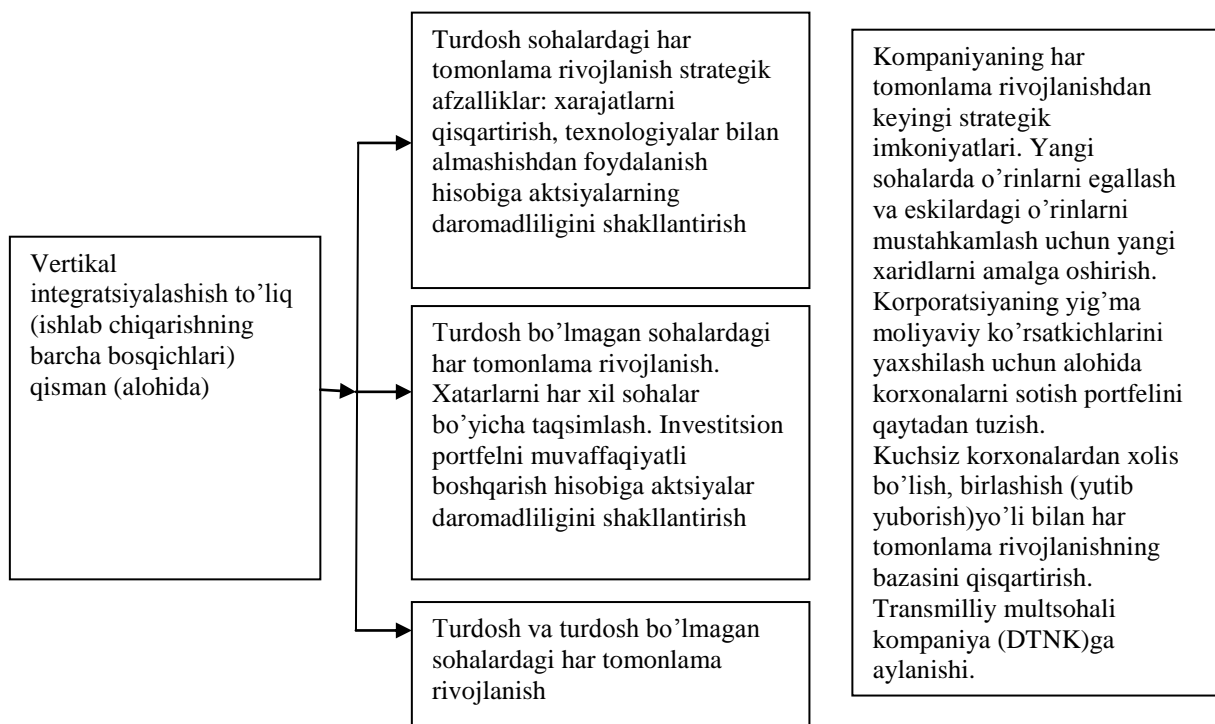 Vertikal
integratsiyalashish to’liq
(ishlab chiqarishning
barcha bosqichlari)
qisman (alohida)
Turdosh sohalardagi har
tomonlama rivojlanish strategik
afzalliklar: xarajatlarni
qisqartirish, texnologiyalar bilan
almashishdan foydalanish
hisobiga aktsiyalarning
daromadliligini shakllantirish
Turdosh bo’lmagan sohalardagi
har tomonlama rivojlanish.
Xatarlarni har xil sohalar
bo’yicha taqsimlash. Investitsion
portfelni muvaffaqiyatli
boshqarish hisobiga aktsiyalar
daromadliligini shakllantirish
Turdosh va turdosh bo’lmagan
sohalardagi har tomonlama
rivojlanish
Kompaniyaning har
tomonlama rivojlanishdan
keyingi strategik
imkoniyatlari. Yangi
sohalarda o’rinlarni egallash
va eskilardagi o’rinlarni
mustahkamlash uchun yangi
xaridlarni amalga oshirish.
Korporatsiyaning yig’ma
moliyaviy ko’rsatkichlarini
yaxshilash uchun alohida
korxonalarni sotish portfelini
qaytadan tuzish.
Kuchsiz korxonalardan xolis
bo’lish, birlashish (yutib
yuborish)yo’li bilan har
tomonlama rivojlanishning
bazasini qisqartirish.
Transmilliy multsohali
kompaniya (DTNK)ga
aylanishi.